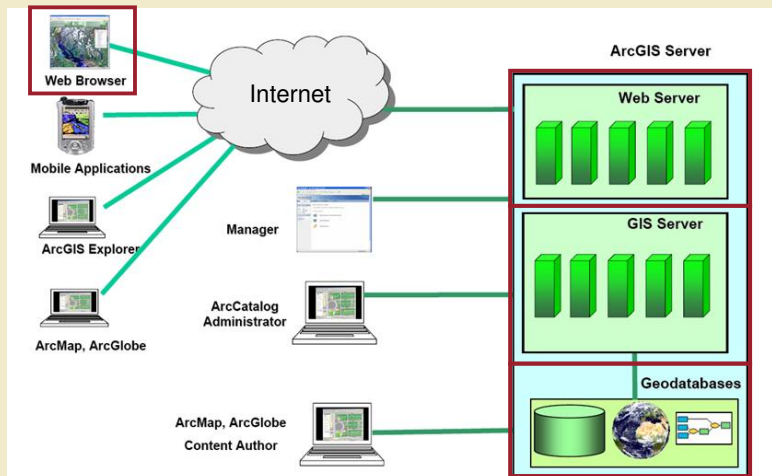 ArcGIS Server
Web Browser
Internet
Web Server
Mobile Applications
Manager
GIS Server
ArcGIS Explorer
ArcCatalog
Administrator
ArcMap, ArcGlobe
Geodatabases
ArcMap, ArcGlobe
Content Author